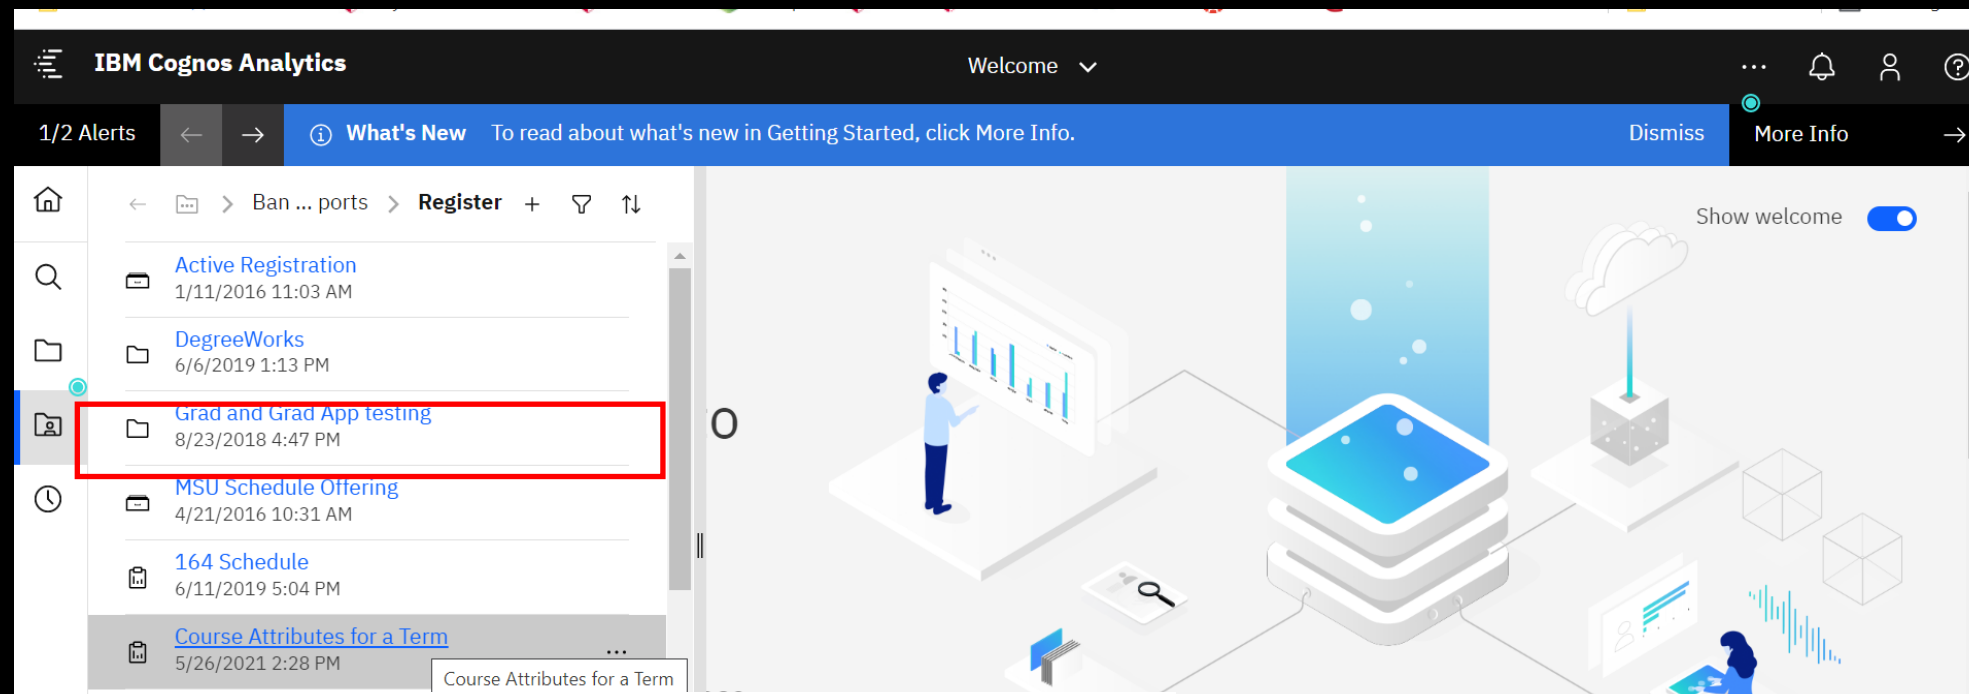 IBM Cognos Analytics
Welcome
1/2 Alerts
What's New To read about what's new in Getting Started, click More Info.
Dismiss
More Info
Ban ... ports
Register
Show welcome
Active Registration
1/11/2016 11:03 AM
DegreeWorks
6/6/2019 1:13 PM
Grad and Grad App testing
8/23/2018 4:47 PM
MSU Schedule Offering
4/21/2016 10:31 AM
164 Schedule
6/11/2019 5:04 PM
Course Attributes for a Term
5/26/2021 2:28 PM
Course Attributes for a Term